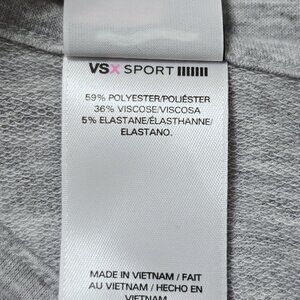 VSX SPORT
59% POLYESTER/POLIÉSTER
36% VISCOSE/VISCOSA
5% ELASTANE/ÉLASTHANNE/
ELASTANO.
MADE IN VIETNAM / FAIT
AU VIETNAM / HECHO EN
VIETNAM